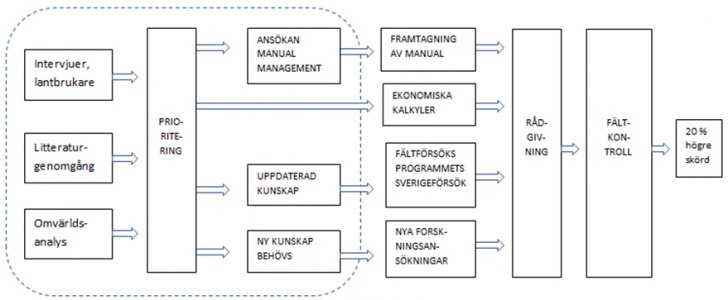 Intervjuer,
lantbrukare
Litteratur-
genomgång
Omvärlds-
analys
PRIO-
RITE-
RING
ANSÖKAN
MANUAL
MANAGEMENT
UPPDATERAD
KUNSKAP
NY KUNSKAP
BEHÖVS
FRAMTAGNING
AV MANUAL
EKONOMISKA
KALKYLER
FÄLTFÖRSÖKS
PROGRAMMETS
SVERIGEFÖRSÖK
NYA FORSK-
NINGSAN-
SÖKNINGAR
RÅD-
GIV-
NING
FÄLT-
KON-
TROLL
20 %
högre
skörd